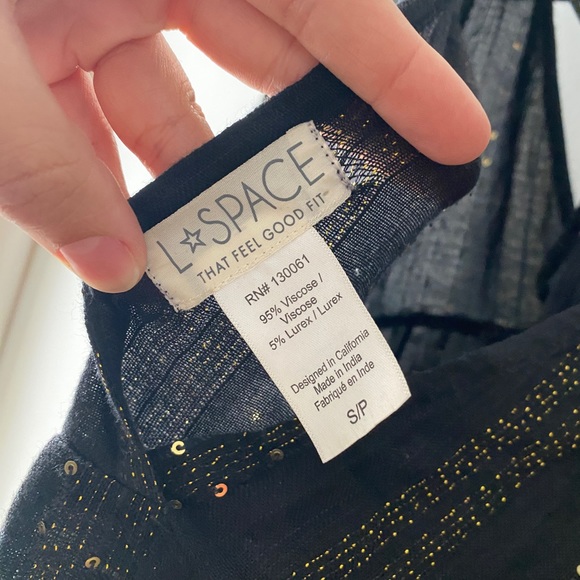 L☆SPACE
THAT FEEL GOOD FIT™
RN# 130061
95% Viscose /
Viscose
5% Lurex / Lurex
Designed in California
Made in India
Fabriqué en Inde
S/P